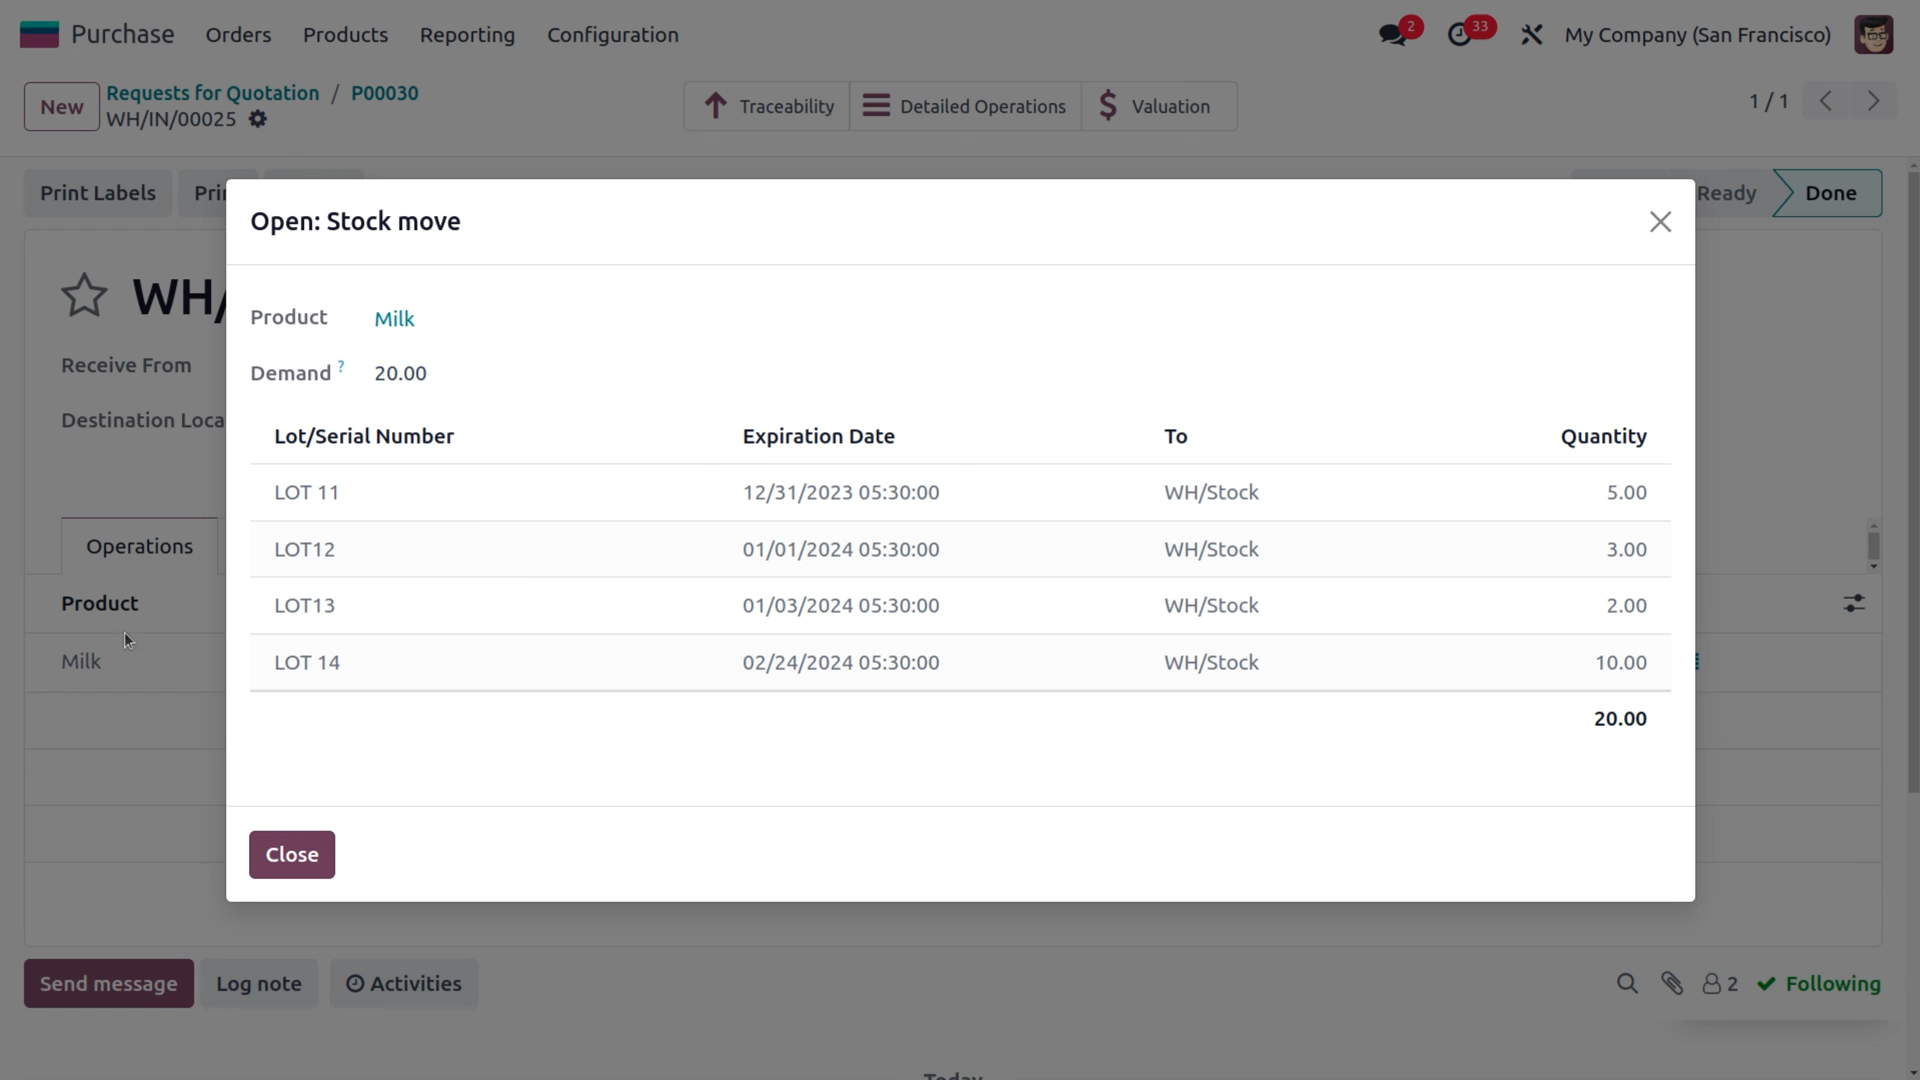 Purchase Orders Products Reporting Configuration 2 33 My Company (San Francisco)
New Requests for Quotation / P00030 Traceability Detailed Operations Valuation 1 / 1
WH/IN/00025
Print Labels Ready Done
Open: Stock move
WH/
Product Milk
Receive From
Demand ? 20.00
Destination Loca
Lot/Serial Number Expiration Date To Quantity
LOT 11 12/31/2023 05:30:00 WH/Stock 5.00
LOT12 01/01/2024 05:30:00 WH/Stock 3.00
Operations
LOT13 01/03/2024 05:30:00 WH/Stock 2.00
Product
LOT 14 02/24/2024 05:30:00 WH/Stock 10.00
Milk
20.00
Close
Send message Log note Activities 2 Following